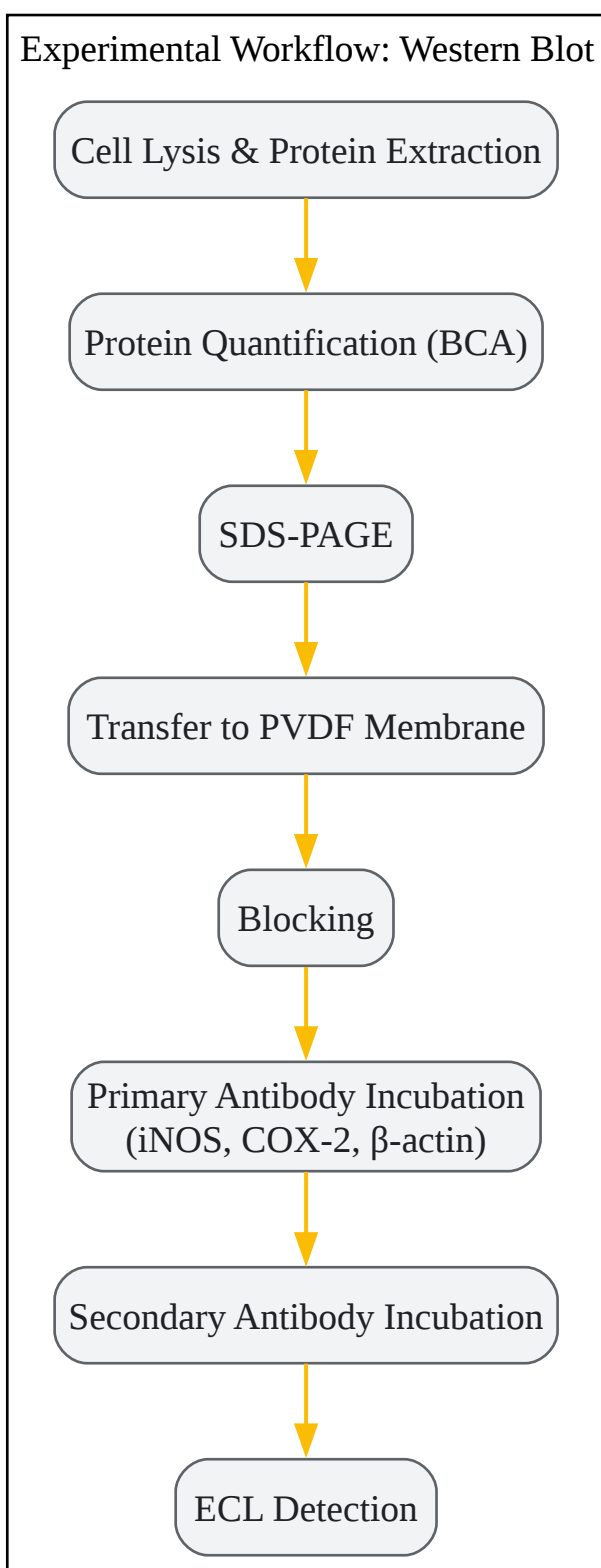 Experimental Workflow: Western Blot
Cell Lysis & Protein Extraction
Protein Quantification (BCA)
SDS-PAGE
Transfer to PVDF Membrane
Blocking
Primary Antibody Incubation
(iNOS, COX-2, β-actin)
Secondary Antibody Incubation
ECL Detection